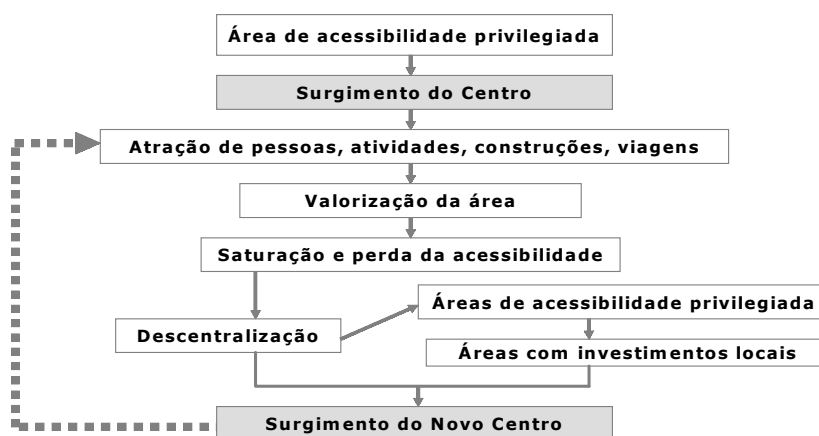 Área de acessibilidade privilegiada
Surgimento do Centro
Atração de pessoas, atividades, construções, viagens
Valorização da área
Saturação e perda da acessibilidade
Áreas de acessibilidade privilegiada
Descentralização
Áreas com investimentos locais
Surgimento do Novo Centro